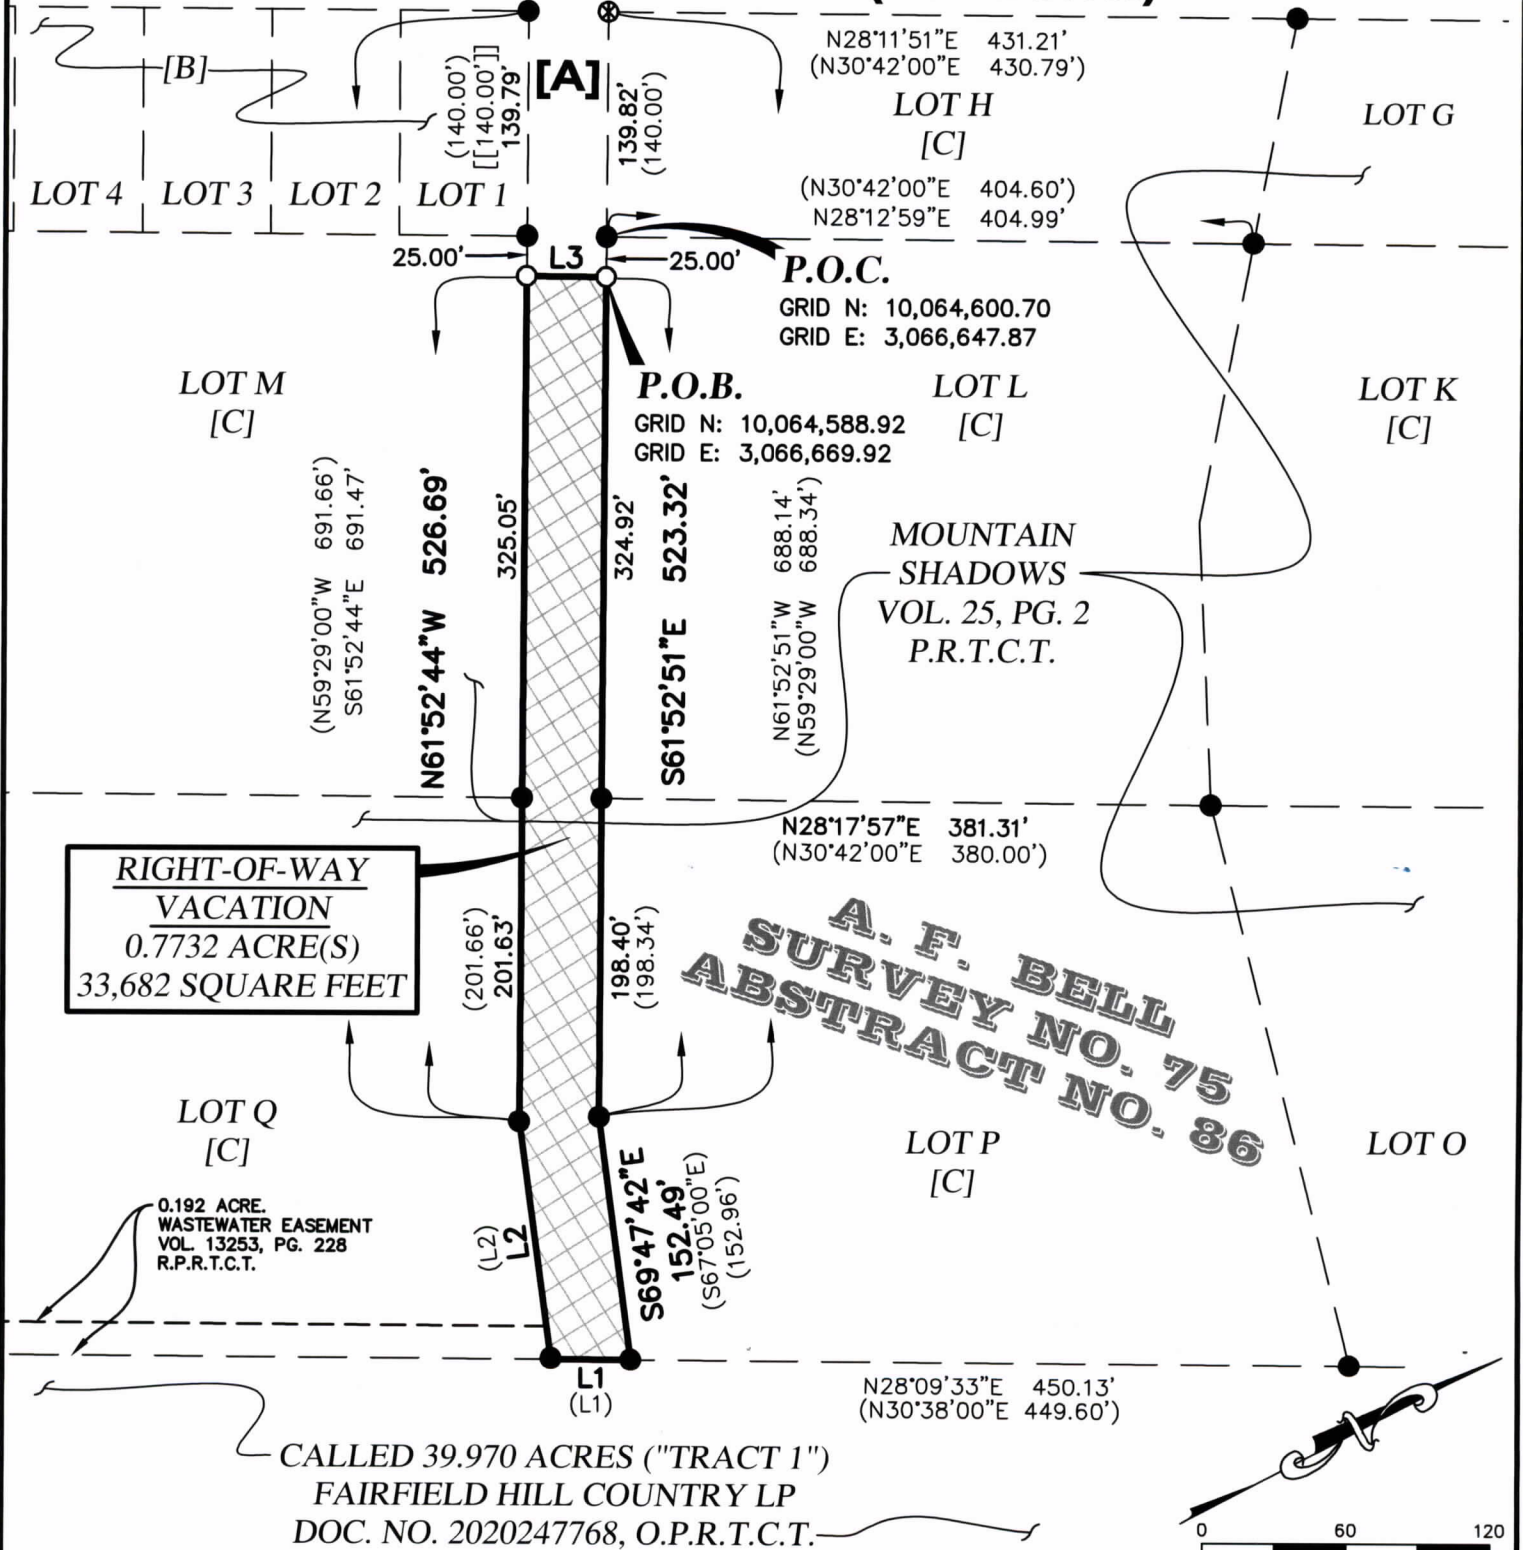 N28°11'51"E 431.21'
(N30°42'00"E 430.79')
[B]
(140.00')
[[140.00']]
139.79'
[A]
139.82'
(140.00')
LOT H
[C]
LOT G
LOT 4
LOT 3
LOT 2
LOT 1
(N30°42'00"E 404.60')
N28°12'59"E 404.99'
25.00'
L3
25.00'
P.O.C.
GRID N: 10,064,600.70
GRID E: 3,066,647.87
P.O.B.
GRID N: 10,064,588.92
GRID E: 3,066,669.92
LOT M
[C]
LOT L
[C]
LOT K
[C]
(N59°29'00"W 691.66')
S61°52'44"E 691.47'
N61°52'44"W 526.69'
325.05'
324.92'
S61°52'51"E 523.32'
N61°52'51"W 688.14'
(N59°29'00"W 688.34')
MOUNTAIN
SHADOWS
VOL. 25, PG. 2
P.R.T.C.T.
N28°17'57"E 381.31'
(N30°42'00"E 380.00')
RIGHT-OF-WAY
VACATION
0.7732 ACRE(S)
33,682 SQUARE FEET
(201.66')
201.63'
198.40'
(198.34')
A. F. BELL
SURVEY NO. 75
ABSTRACT NO. 86
LOT Q
[C]
LOT P
[C]
LOT O
0.192 ACRE.
WASTEWATER EASEMENT
VOL. 13253, PG. 228
R.P.R.T.C.T.
(L2)
L2
S69°47'42"E
152.49'
(S67°05'00"E)
(152.96')
L1
(L1)
N28°09'33"E 450.13'
(N30°38'00"E 449.60')
CALLED 39.970 ACRES ("TRACT 1")
FAIRFIELD HILL COUNTRY LP
DOC. NO. 2020247768, O.P.R.T.C.T.
N
0 60 120